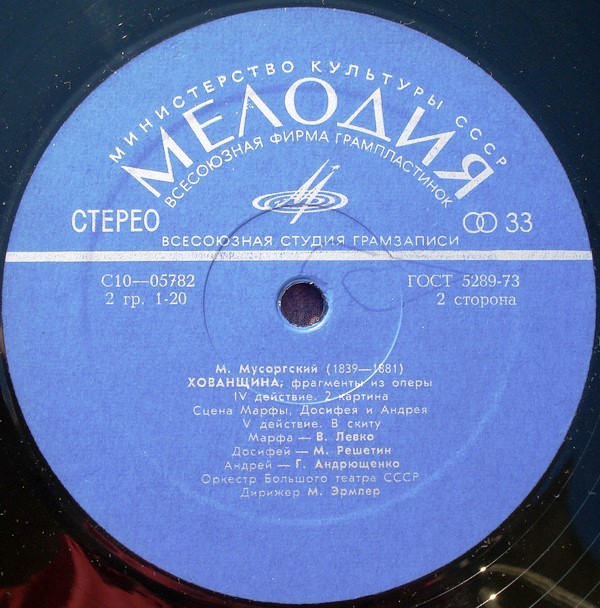 МИНИСТЕРСТВО КУЛЬТУРЫ СССР
МЕЛОДИЯ
ВСЕСОЮЗНАЯ ФИРМА ГРАМПЛАСТИНОК
СТЕРЕО
33
ВСЕСОЮЗНАЯ СТУДИЯ ГРАМЗАПИСИ
С10—05782
ГОСТ 5289-73
2 гр. 1-20
2 сторона
М. Мусоргский (1839—1881)
ХОВАНЩИНА, фрагменты из оперы
IV действие. 2 картина
Сцена Марфы, Досифея и Андрея
V действие. В скиту
Марфа — В. Левко
Досифей — М. Решетин
Андрей — Г. Андрющенко
Оркестр Большого театра СССР
Дирижер М. Эрмлер